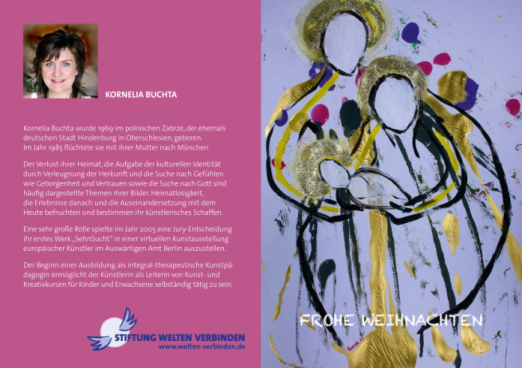 KORNELIA BUCHTA
Kornelia Buchta wurde 1969 im polnischen Zabrze, der ehemals
deutschen Stadt Hindenburg in Oberschlesien, geboren.
Im Jahr 1985 flüchtete sie mit ihrer Mutter nach München.
Der Verlust ihrer Heimat, die Aufgabe der kulturellen Identität
durch Verleugnung der Herkunft und die Suche nach Gefühlen
wie Geborgenheit und Vertrauen sowie die Suche nach Gott sind
häufig dargestellte Themen ihrer Bilder. Heimatlosigkeit,
die Erlebnisse danach und die Auseinandersetzung mit dem
Heute befruchten und bestimmen ihr künstlerisches Schaffen.
Eine sehr große Rolle spielte im Jahr 2005 eine Jury-Entscheidung
ihr erstes Werk „SehnSucht“ in einer virtuellen Kunstausstellung
europäischer Künstler im Auswärtigen Amt Berlin auszustellen.
Der Beginn einer Ausbildung als integral-therapeutische Kunstpä-
dagogin ermöglicht der Künstlerin als Leiterin von Kunst- und
Kreativkursen für Kinder und Erwachsene selbständig tätig zu sein.
STIFTUNG WELTEN VERBINDEN
www.welten-verbinden.de
FROHE WEIHNACHTEN